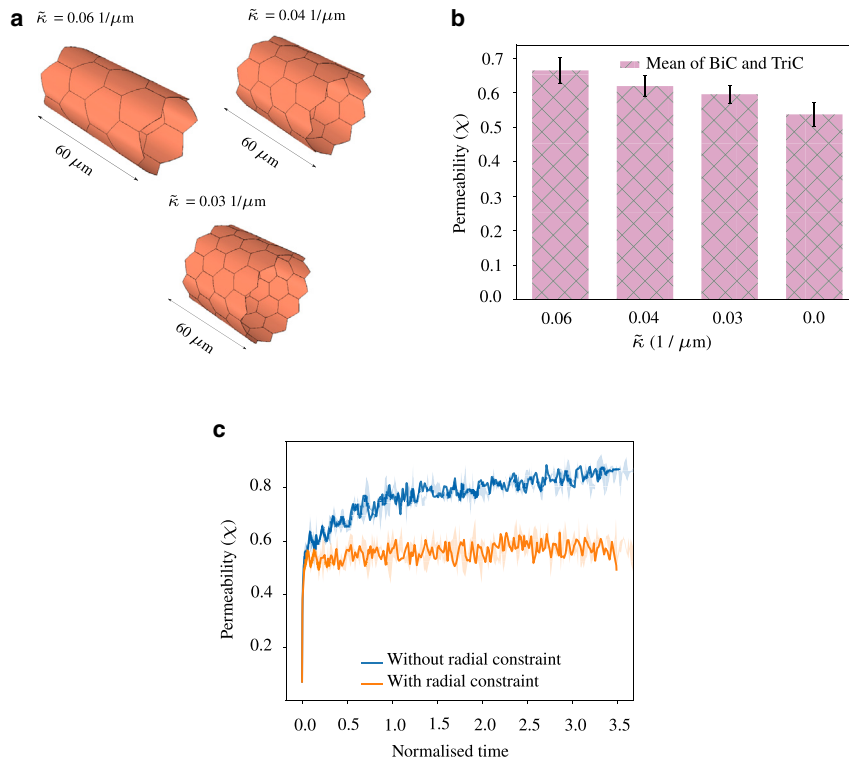 a
κ̃ = 0.06 1/μm
κ̃ = 0.04 1/μm
60 μm
60 μm
κ̃ = 0.03 1/μm
60 μm
b
Mean of BiC and TriC
Permeability (χ)
0.7
0.6
0.5
0.4
0.3
0.2
0.1
0.0
0.06 0.04 0.03 0.0
κ̃ (1 / μm)
c
Permeability (χ)
0.8
0.6
0.4
0.2
Without radial constraint
With radial constraint
0.0 0.5 1.0 1.5 2.0 2.5 3.0 3.5
Normalised time